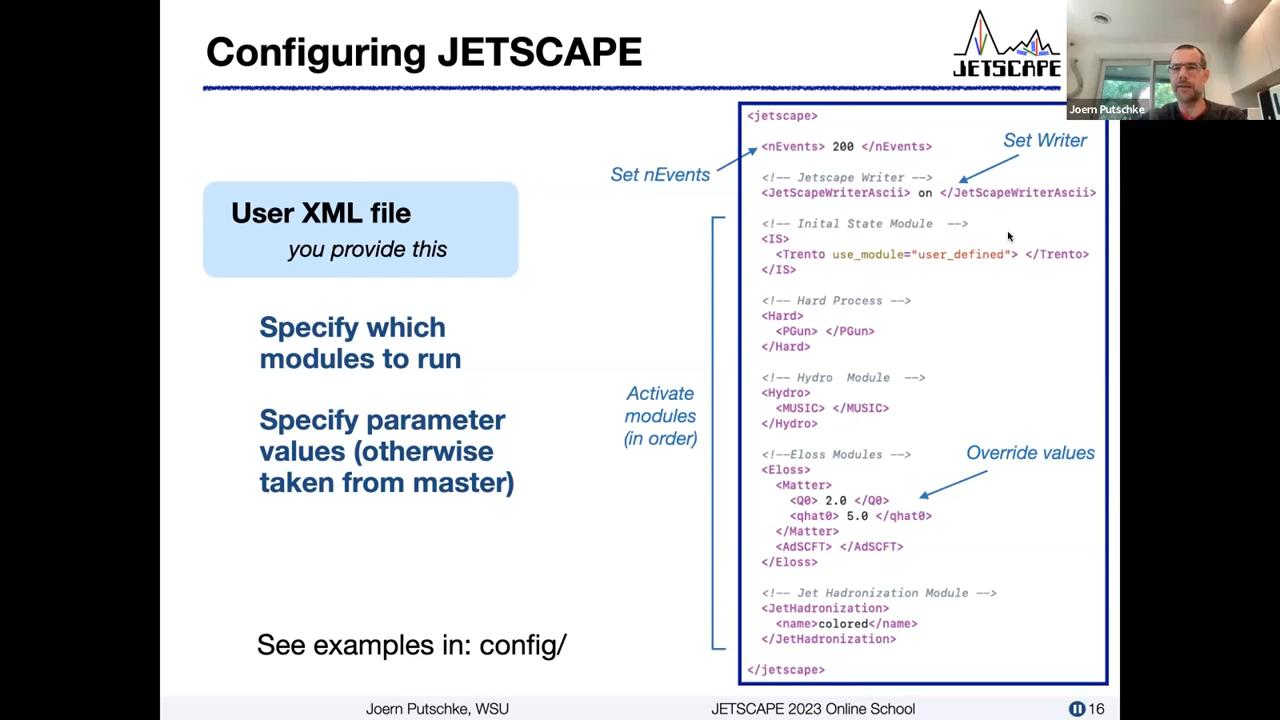 Configuring JETSCAPE
JETSCAPE
Joern Putschke
User XML file
you provide this
Specify which
modules to run
Specify parameter
values (otherwise
taken from master)
See examples in: config/
Set nEvents
Set Writer
Activate
modules
(in order)
Override values
<jetscape>
<nEvents> 200 </nEvents>
<!-- Jetscape Writer -->
<JetScapeWriterAscii> on </JetScapeWriterAscii>
<!-- Inital State Module  -->
<IS>
<Trento use_module="user_defined"> </Trento>
</IS>
<!-- Hard Process -->
<Hard>
<PGun> </PGun>
</Hard>
<!-- Hydro  Module  -->
<Hydro>
<MUSIC> </MUSIC>
</Hydro>
<!--Eloss Modules -->
<Eloss>
<Matter>
<Q0> 2.0 </Q0>
<qhat0> 5.0 </qhat0>
</Matter>
<AdSCFT> </AdSCFT>
</Eloss>
<!-- Jet Hadronization Module -->
<JetHadronization>
<name>colored</name>
</JetHadronization>
</jetscape>
Joern Putschke, WSU
JETSCAPE 2023 Online School
16